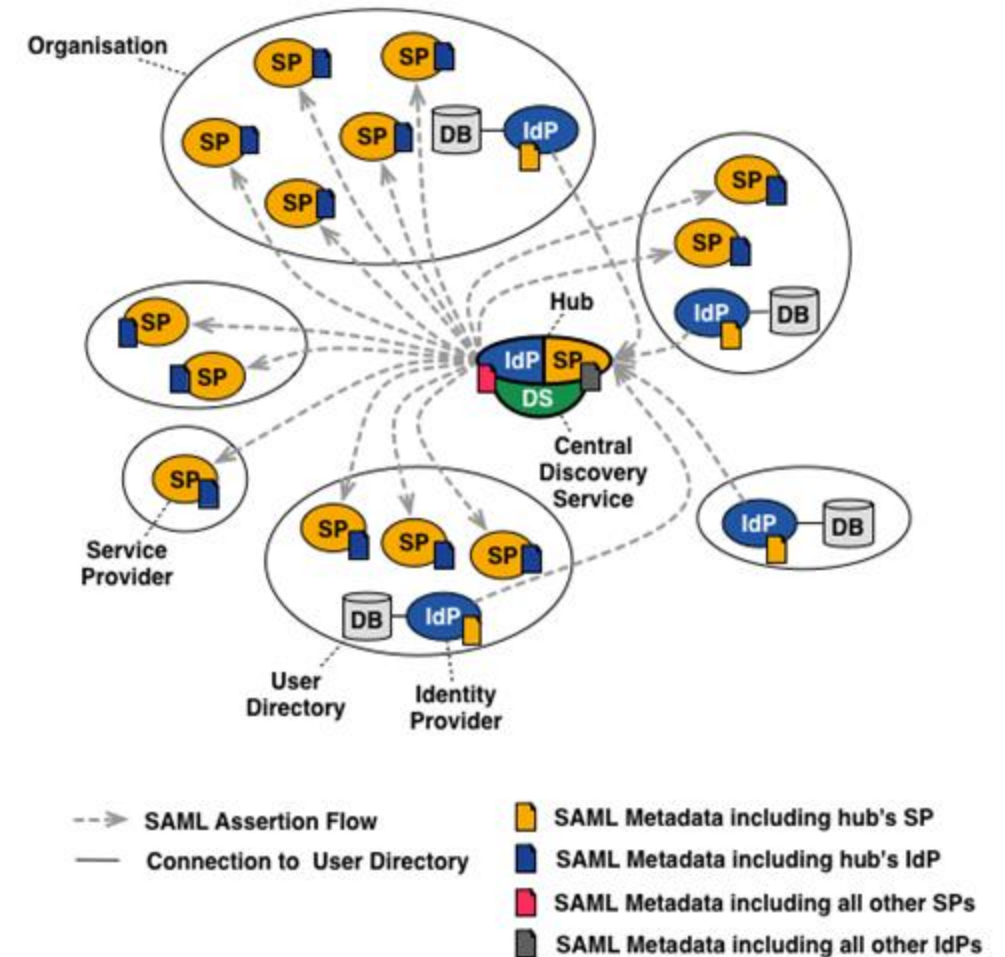 Organisation
SP
SP
SP
SP
DB
IdP
SP
SP
SP
IdP
DB
Hub
SP
SP
IdP
SP
DS
Central
Discovery
Service
SP
Service
Provider
SP
SP
SP
DB
IdP
IdP
DB
User
Directory
Identity
Provider
SAML Assertion Flow
Connection to User Directory
SAML Metadata including hub's SP
SAML Metadata including hub's IdP
SAML Metadata including all other SPs
SAML Metadata including all other IdPs